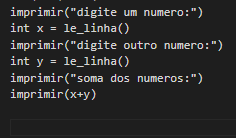 imprimir("digite um numero:")
int x = le_linha()
imprimir("digite outro numero:")
int y = le_linha()
imprimir("soma dos numeros:")
imprimir(x+y)